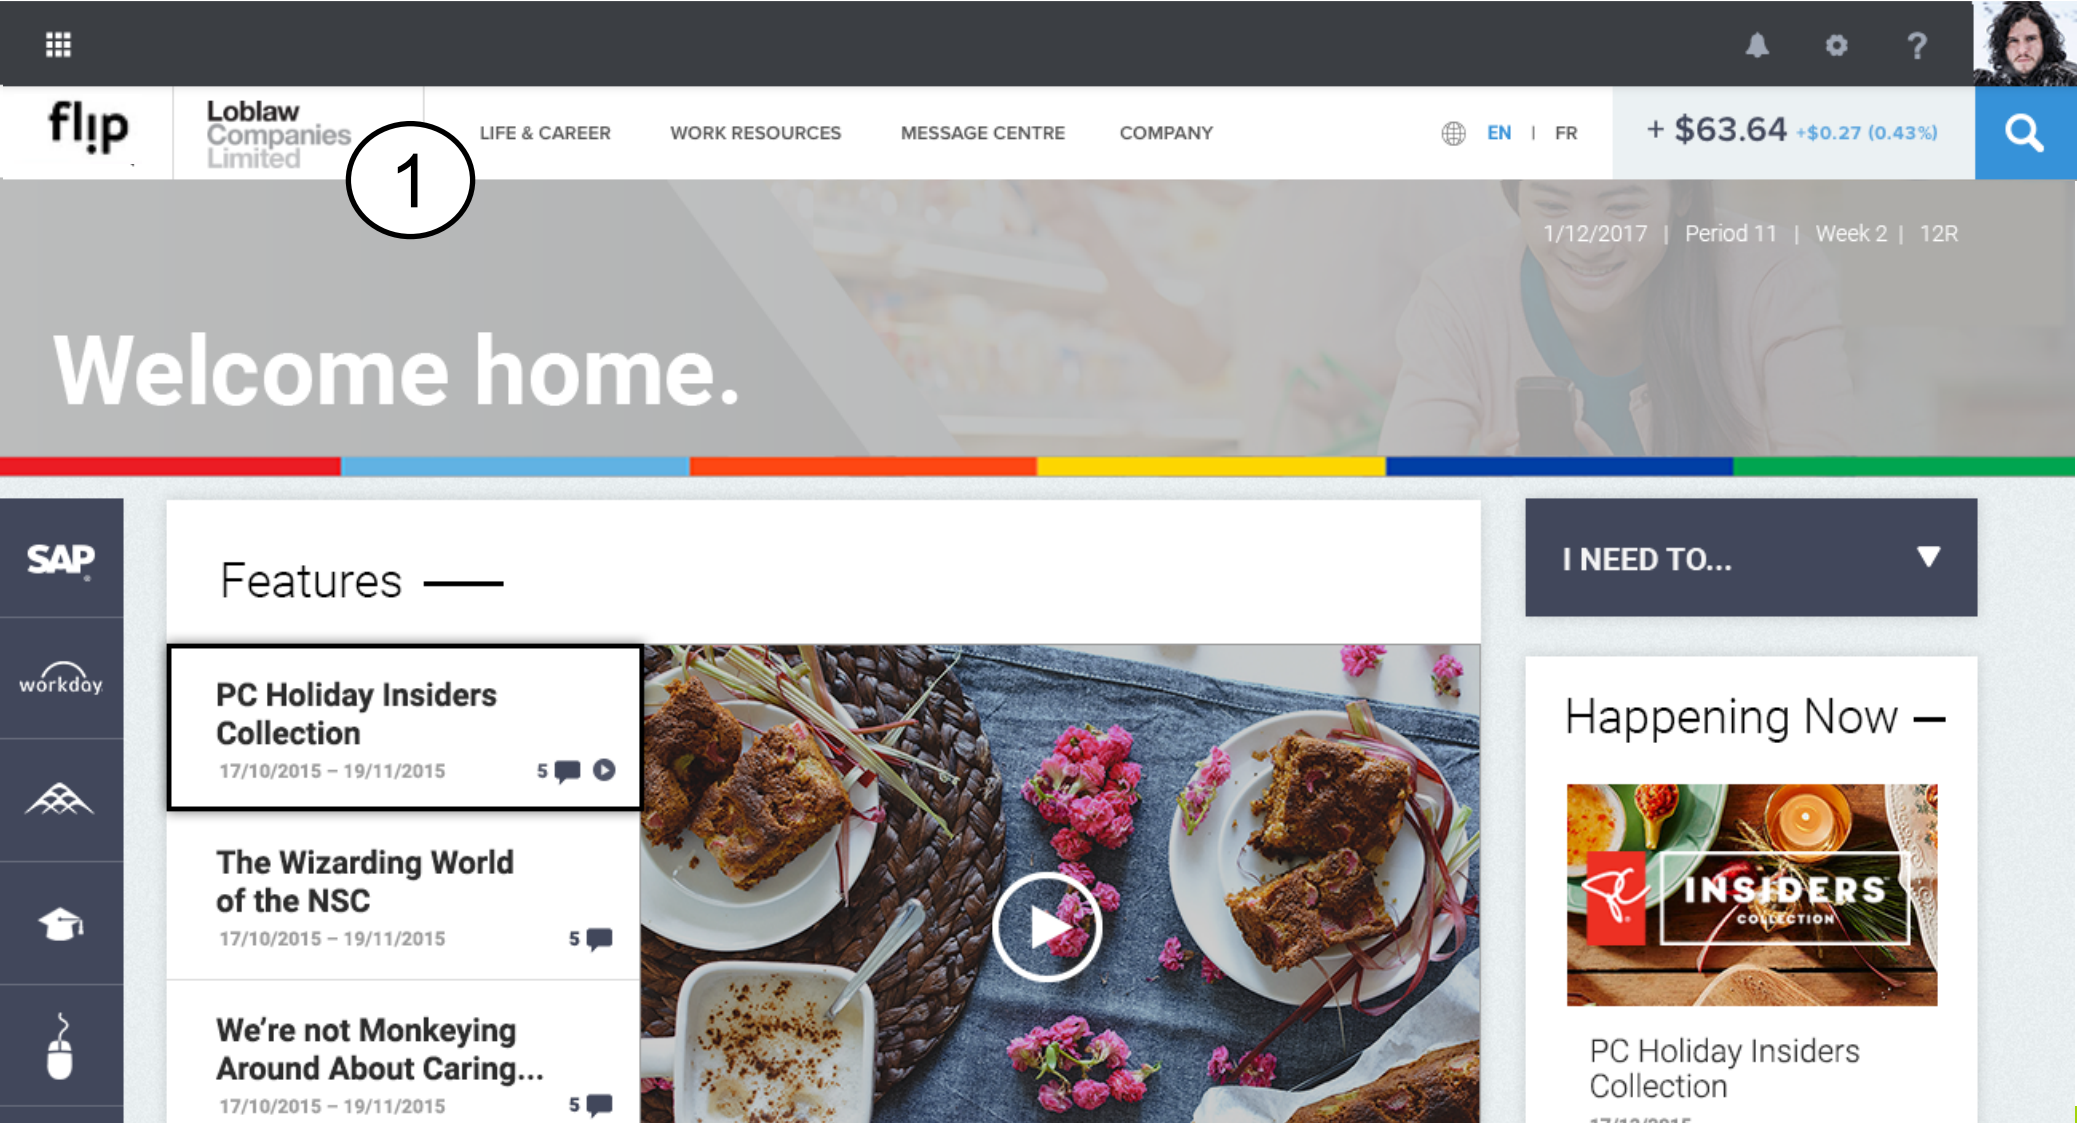 fl!p
Loblaw
Companies
Limited
1
LIFE & CAREER
WORK RESOURCES
MESSAGE CENTRE
COMPANY
EN | FR
+ $63.64 +$0.27 (0.43%)
1/12/2017 | Period 11 | Week 2 | 12R
Welcome home.
SAP
workday
Features
PC Holiday Insiders
Collection
17/10/2015 – 19/11/2015
5
The Wizarding World
of the NSC
17/10/2015 – 19/11/2015
5
We’re not Monkeying
Around About Caring...
17/10/2015 – 19/11/2015
5
I NEED TO...
Happening Now
PC
INSIDERS
COLLECTION
PC Holiday Insiders
Collection